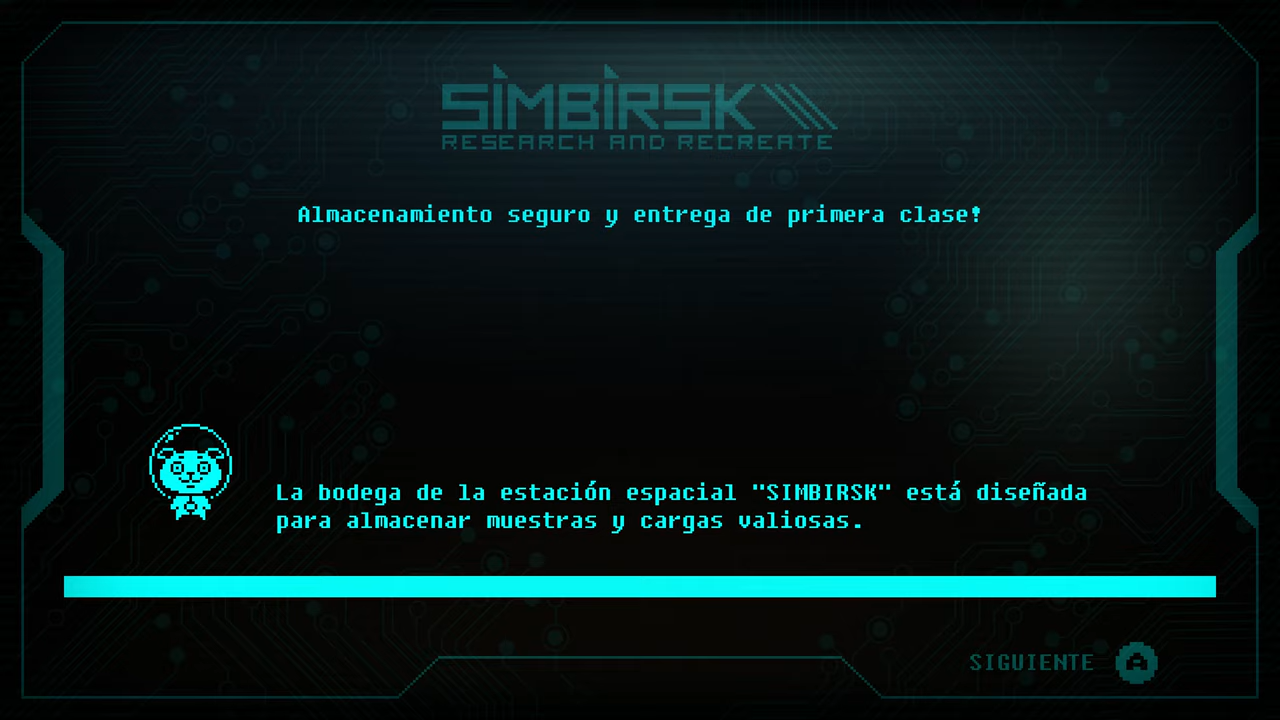 SIMBIRSK
RESEARCH AND RECREATE
Almacenamiento seguro y entrega de primera clase!
La bodega de la estación espacial "SIMBIRSK" está diseñada
para almacenar muestras y cargas valiosas.
SIGUIENTE A